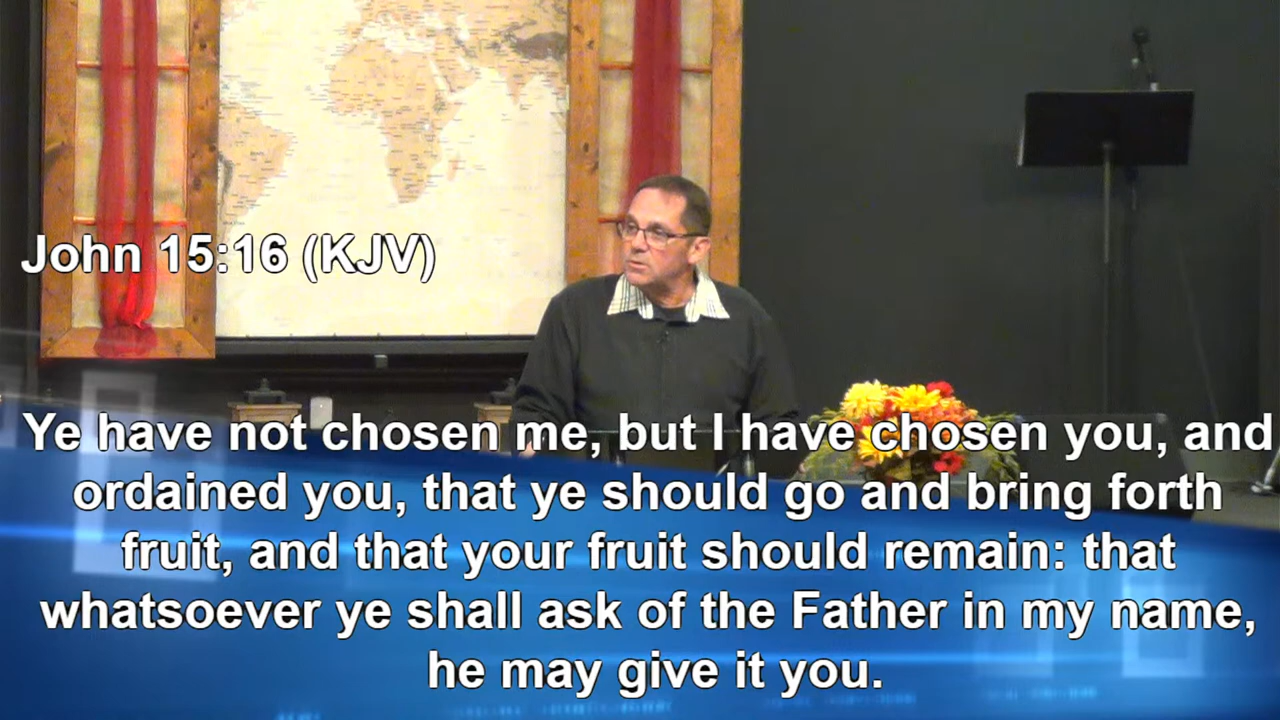 John 15:16 (KJV)
Ye have not chosen me, but I have chosen you, and
ordained you, that ye should go and bring forth
fruit, and that your fruit should remain: that
whatsoever ye shall ask of the Father in my name,
he may give it you.